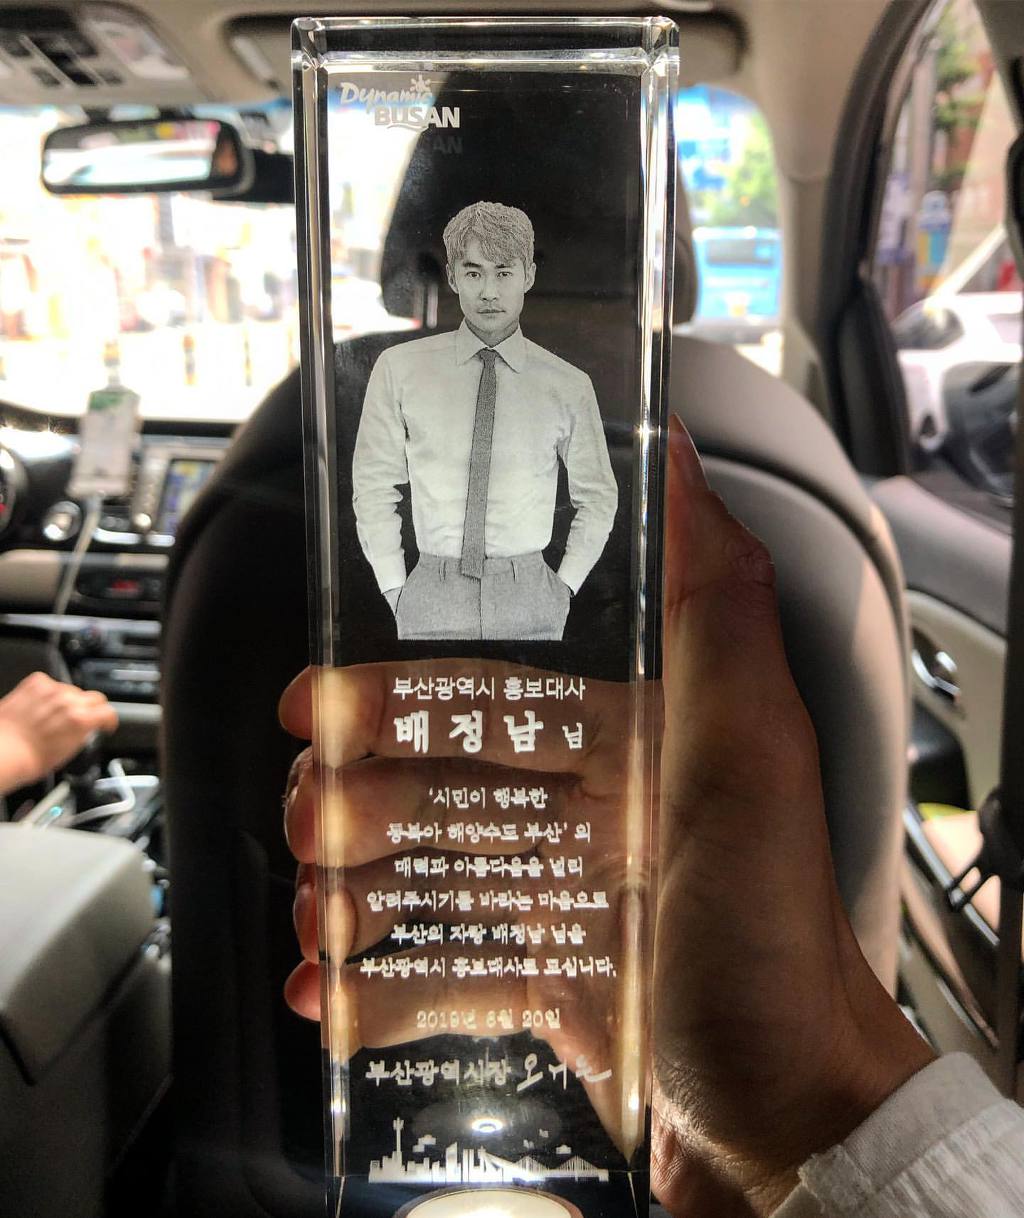 Dynamic
BUSAN
부산광역시 홍보대사
배정남 님
‘시민이 행복한
동북아 해양수도 부산’ 의
매력과 아름다움을 널리
알려주시기를 바라는 마음으로
부산의 자랑 배정남 님을
부산광역시 홍보대사로 모십니다.
2019년 6월 20일
부산광역시장 오거돈